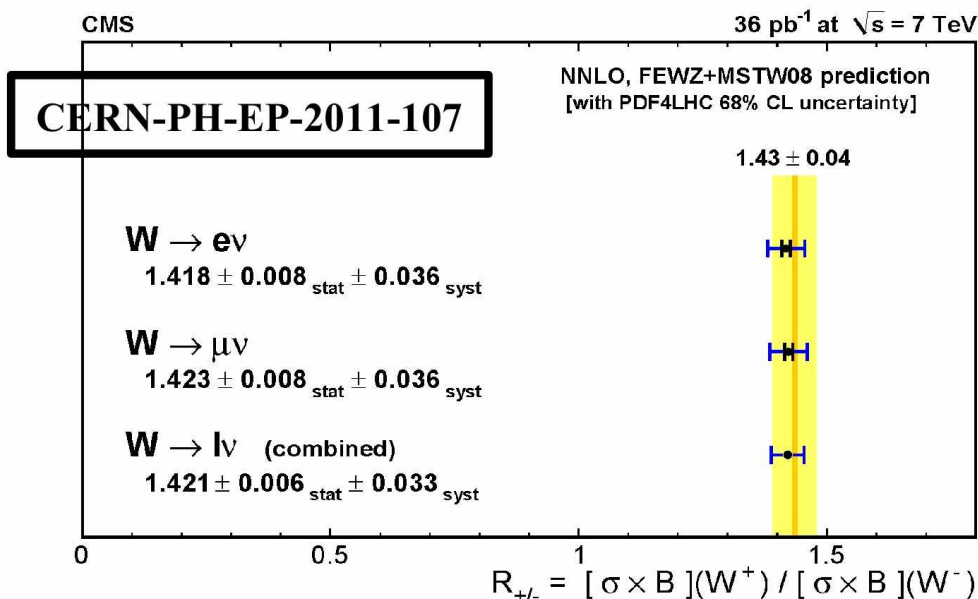 CMS 36 pb⁻¹ at √s = 7 TeV
CERN-PH-EP-2011-107
NNLO, FEWZ+MSTW08 prediction
[with PDF4LHC 68% CL uncertainty]
1.43 ± 0.04
W → eν
1.418 ± 0.008 stat ± 0.036 syst
W → μν
1.423 ± 0.008 stat ± 0.036 syst
W → lν (combined)
1.421 ± 0.006 stat ± 0.033 syst
0 0.5 1 1.5
R+/- = [ σ × B ](W⁺) / [ σ × B ](W⁻)